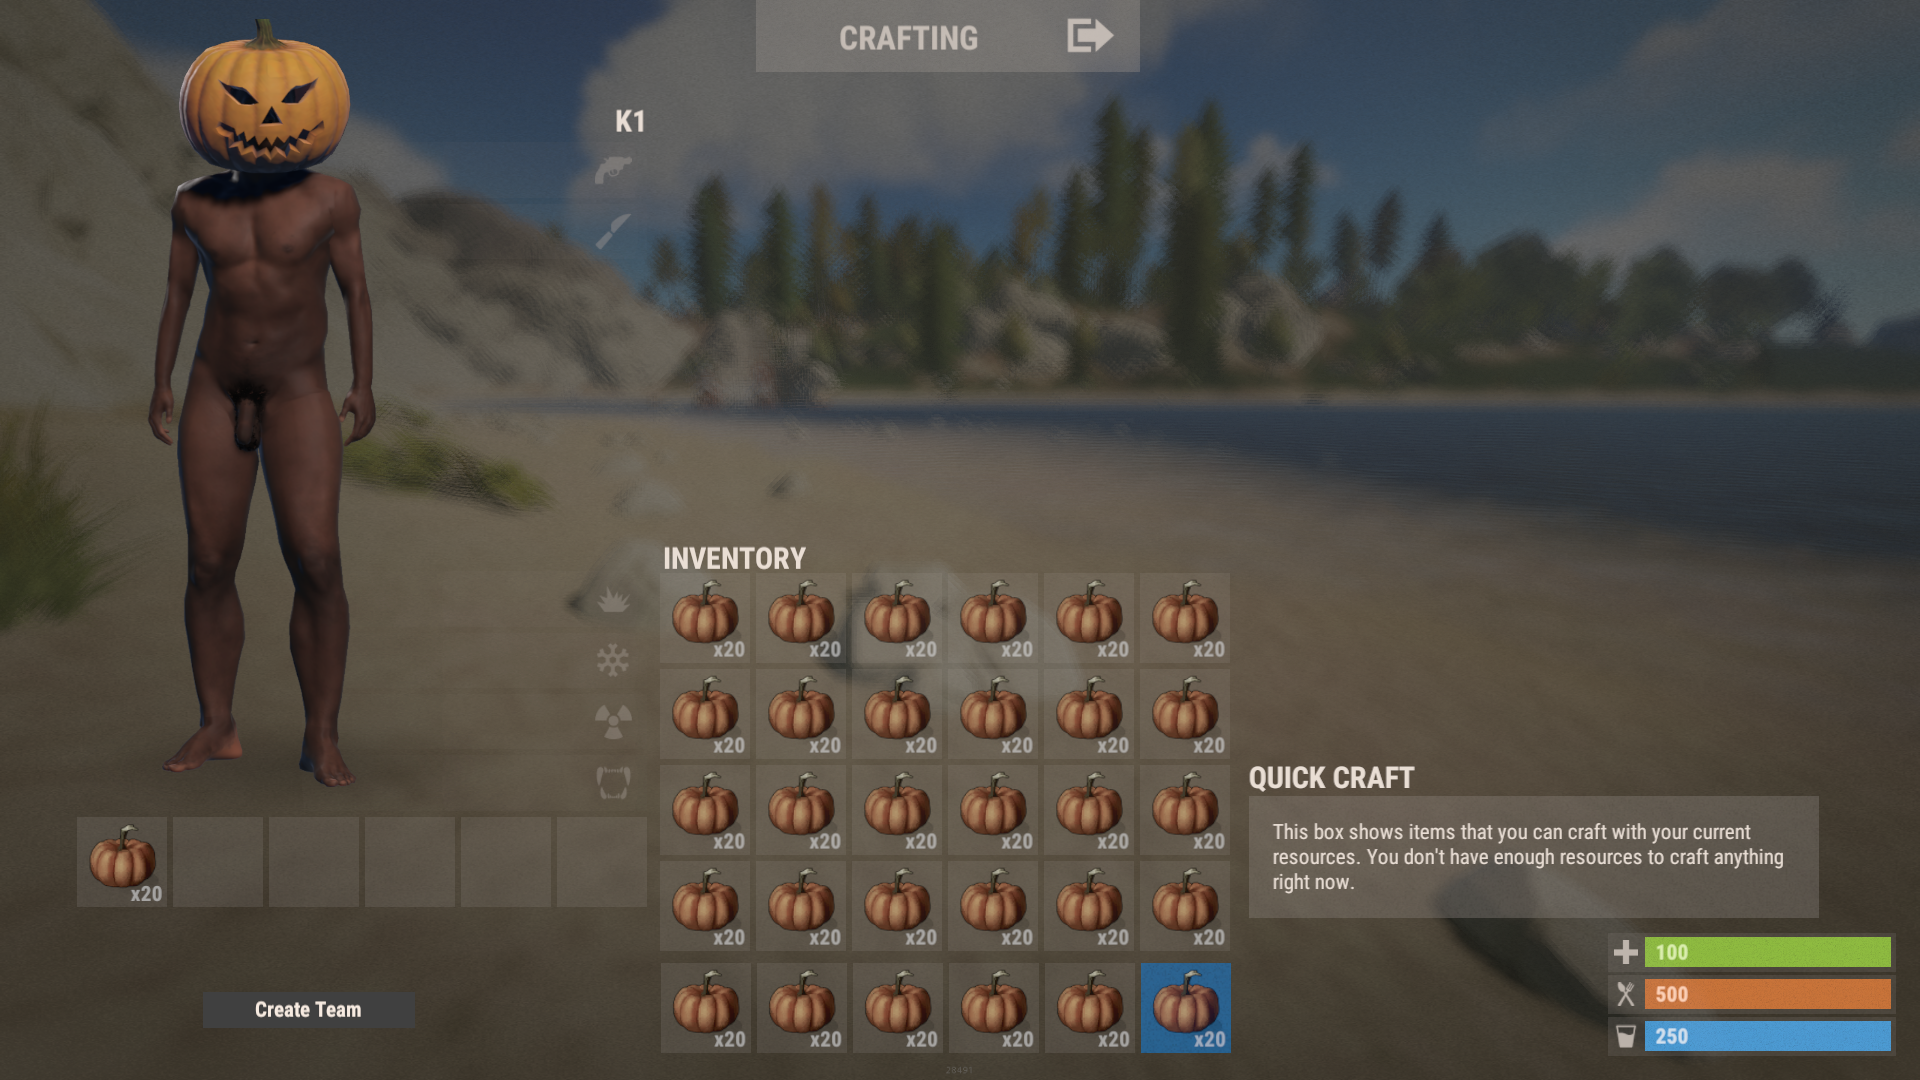 CRAFTING
K1
INVENTORY
x20 x20 x20 x20 x20 x20
x20 x20 x20 x20 x20 x20
QUICK CRAFT
This box shows items that you can craft with your current
resources. You don't have enough resources to craft anything
right now.
x20 x20 x20 x20 x20 x20
x20
x20 x20 x20 x20 x20 x20
100
500
250
Create Team
x20 x20 x20 x20 x20 x20
28491